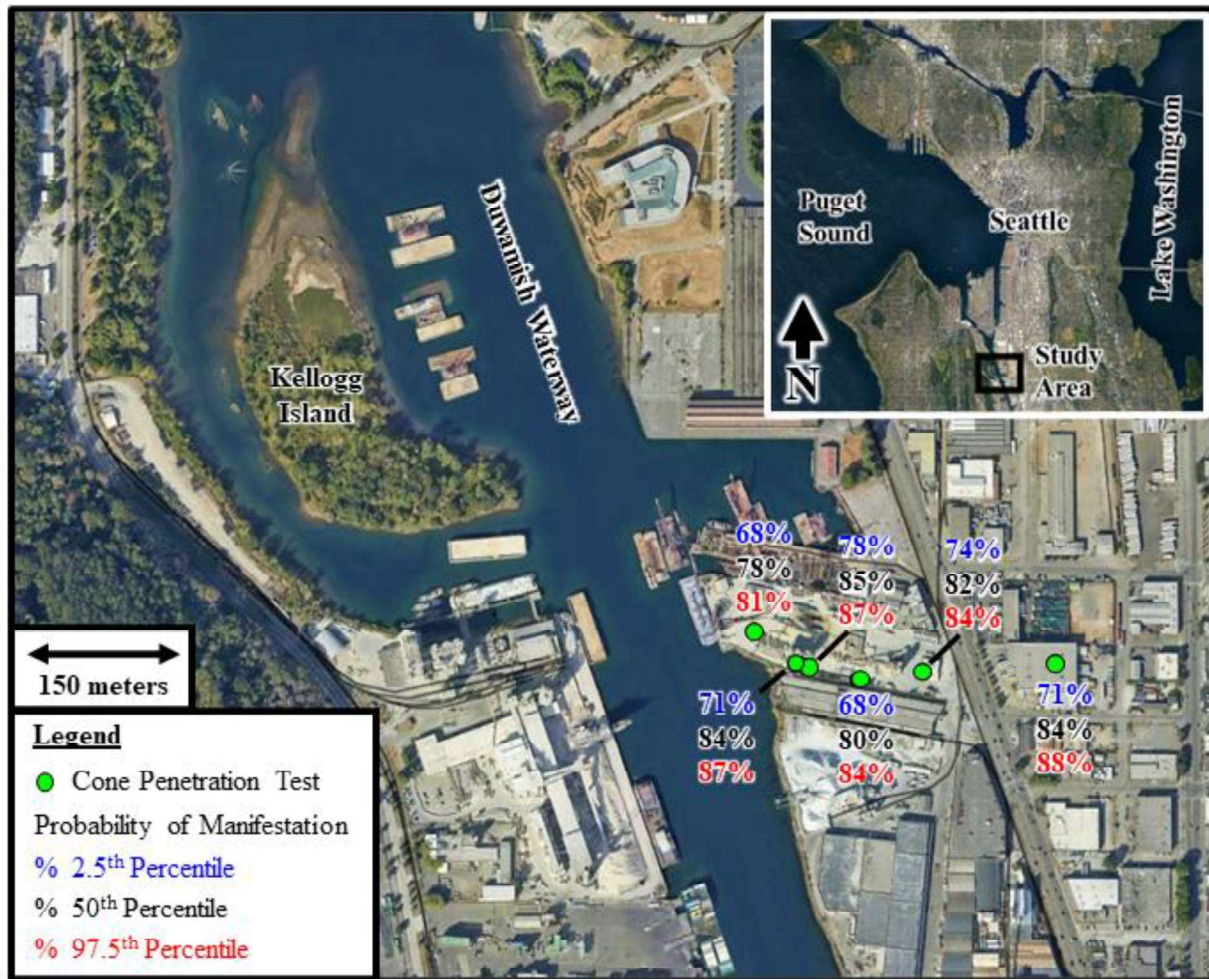 Puget
Sound
Seattle
Lake Washington
N
Study
Area
Duwamish Waterway
Kellogg
Island
68%
78%
81%
78%
85%
87%
74%
82%
84%
71%
84%
87%
68%
80%
84%
71%
84%
88%
150 meters
Legend
Cone Penetration Test
Probability of Manifestation
% 2.5th Percentile
% 50th Percentile
% 97.5th Percentile